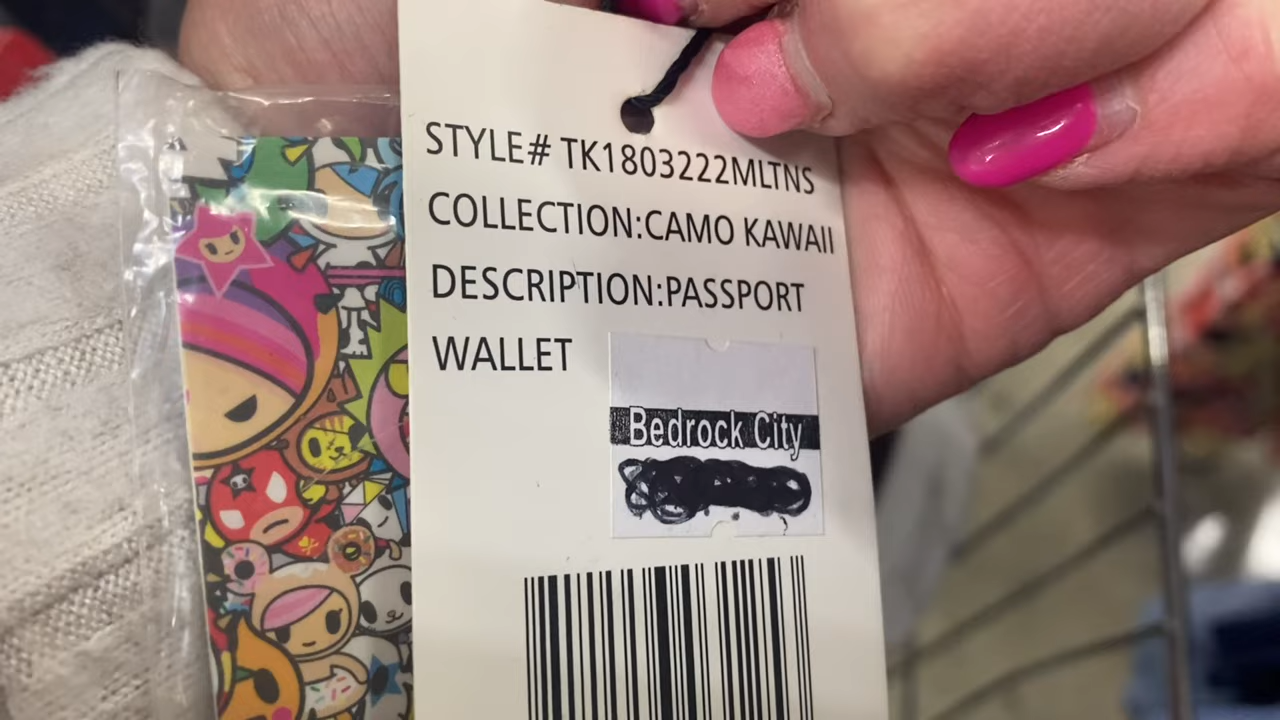 STYLE# TK1803222MLTNS
COLLECTION:CAMO KAWAII
DESCRIPTION:PASSPORT
WALLET
Bedrock City